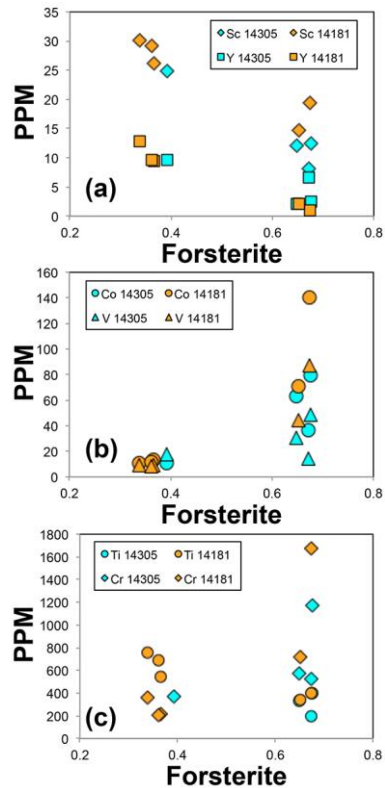 35
30
25
20
15
10
5
0
PPM
Sc 14305 Sc 14181
Y 14305 Y 14181
(a)
0.2 0.4 0.6 0.8
Forsterite
160
140
120
100
80
60
40
20
0
PPM
Co 14305 Co 14181
V 14305 V 14181
(b)
0.2 0.4 0.6 0.8
Forsterite
1800
1600
1400
1200
1000
800
600
400
200
0
PPM
Ti 14305 Ti 14181
Cr 14305 Cr 14181
(c)
0.2 0.4 0.6 0.8
Forsterite